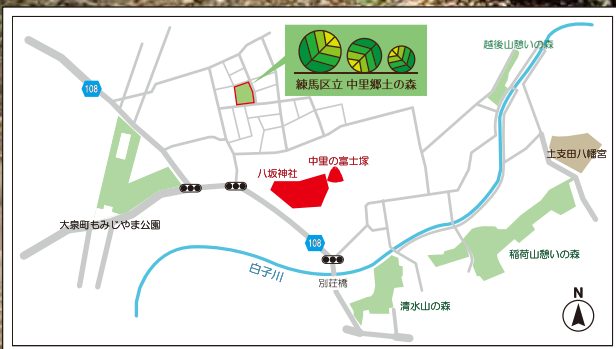 練馬区立 中里郷土の森
越後山憩いの森
108
土支田八幡宮
中里の富士塚
八坂神社
大泉町もみじやま公園
108
稲荷山憩いの森
白子川
別荘橋
清水山の森
N